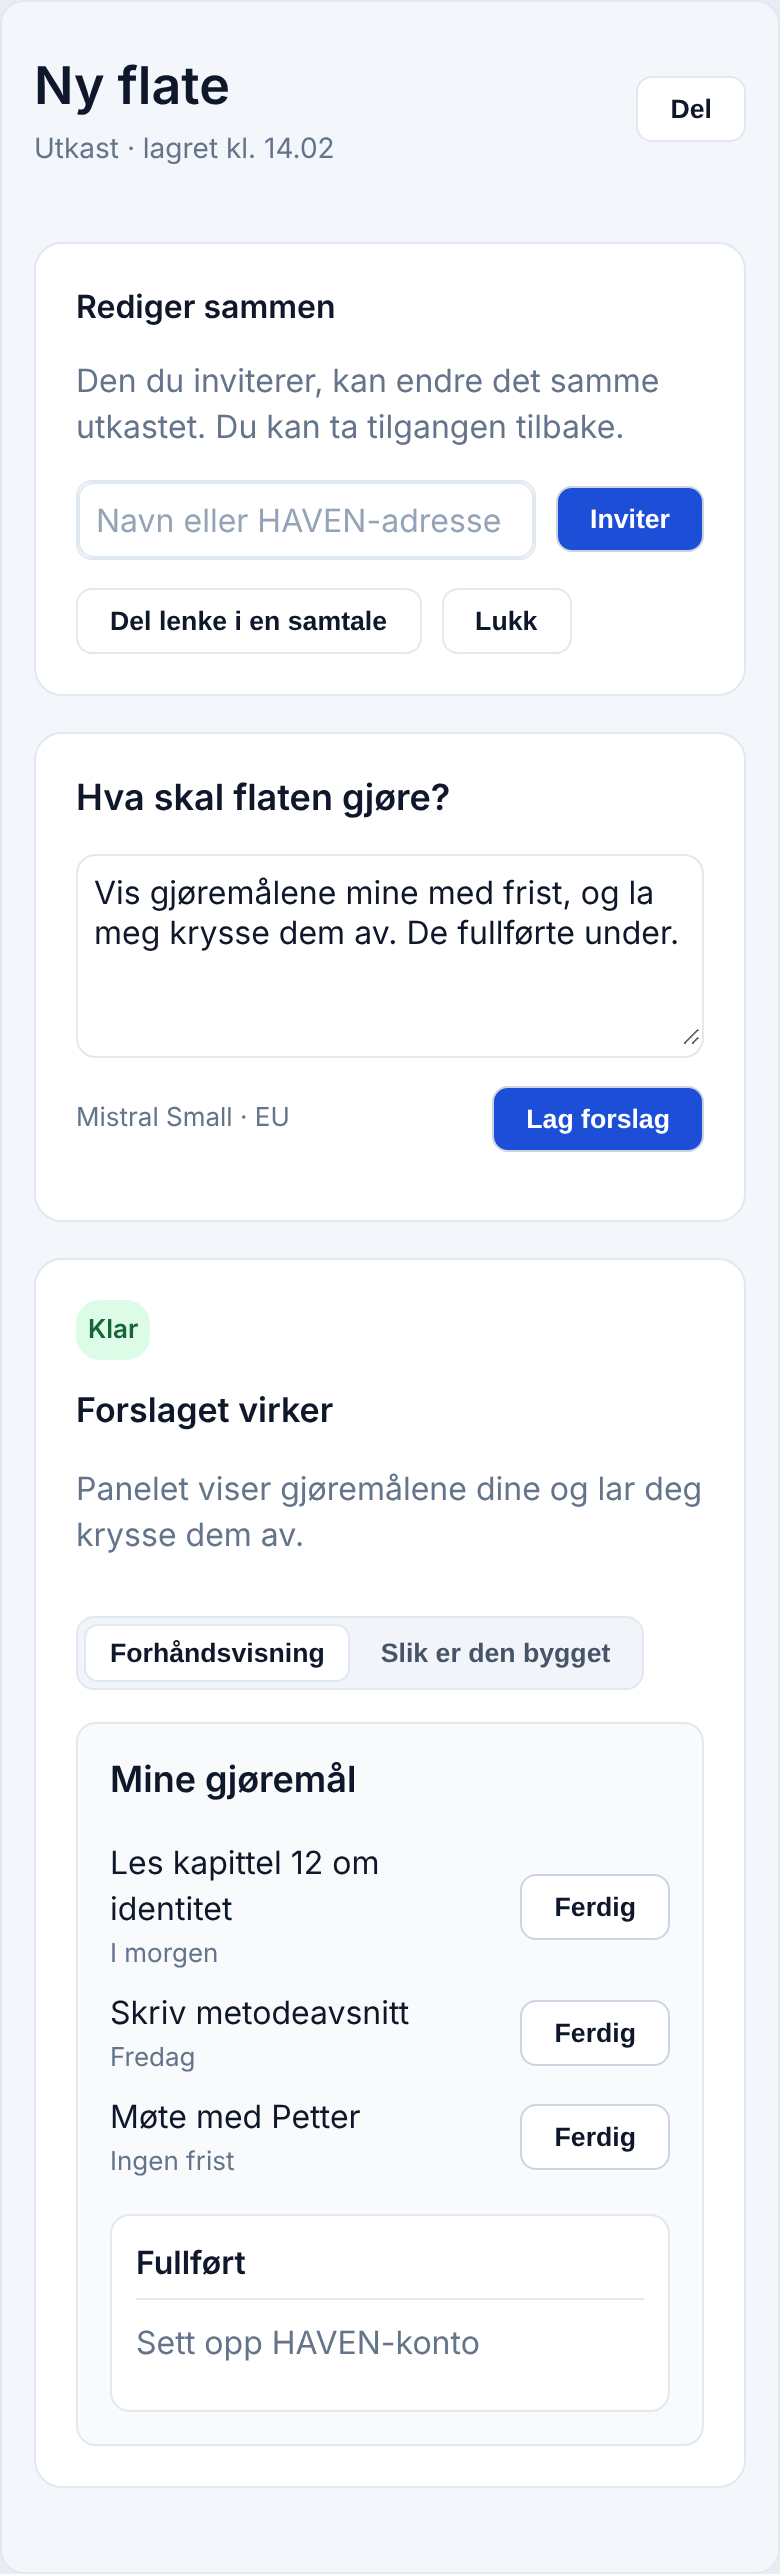 Ny flate
Utkast · lagret kl. 14.02
Del
Rediger sammen
Den du inviterer, kan endre det samme
utkastet. Du kan ta tilgangen tilbake.
Navn eller HAVEN-adresse
Inviter
Del lenke i en samtale
Lukk
Hva skal flaten gjøre?
Vis gjøremålene mine med frist, og la
meg krysse dem av. De fullførte under.
Mistral Small · EU
Lag forslag
Klar
Forslaget virker
Panelet viser gjøremålene dine og lar deg
krysse dem av.
Forhåndsvisning
Slik er den bygget
Mine gjøremål
Les kapittel 12 om
identitet
I morgen
Ferdig
Skriv metodeavsnitt
Fredag
Ferdig
Møte med Petter
Ingen frist
Ferdig
Fullført
Sett opp HAVEN-konto